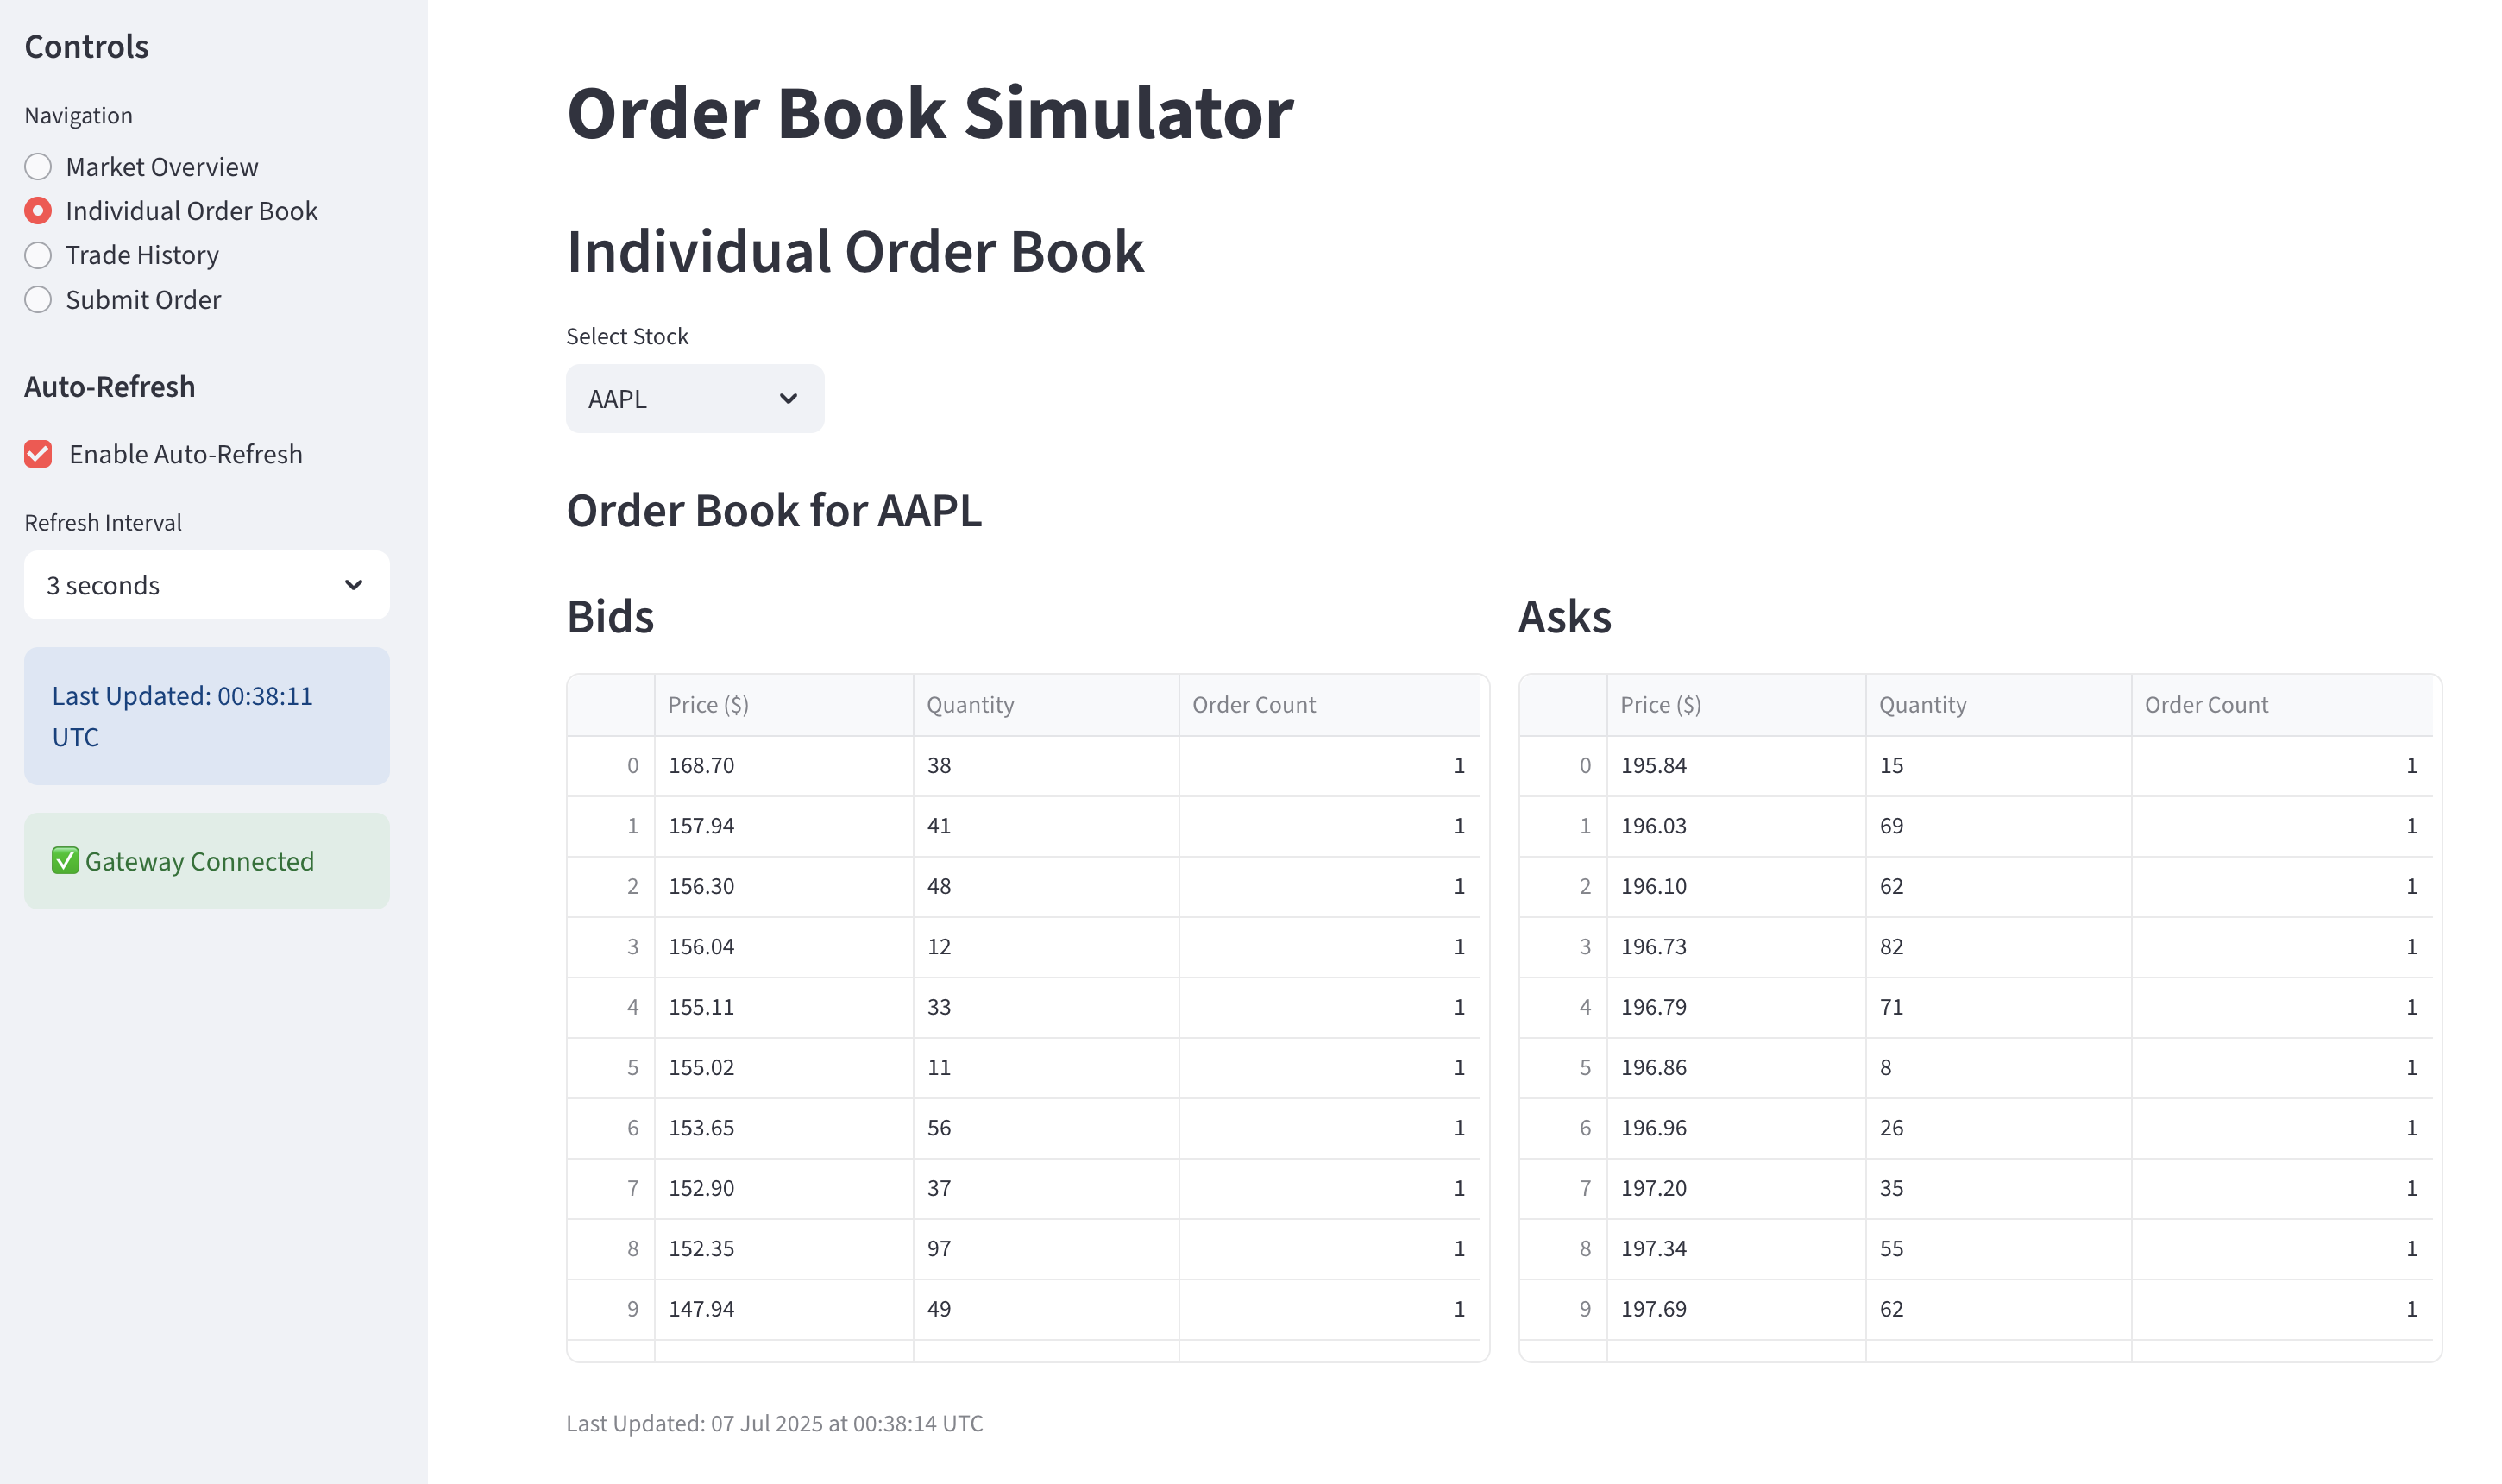 Controls
Navigation
Market Overview
Individual Order Book
Trade History
Submit Order
Auto-Refresh
Enable Auto-Refresh
Refresh Interval
3 seconds
Last Updated: 00:38:11
UTC
✅ Gateway Connected
Order Book Simulator
Individual Order Book
Select Stock
AAPL
Order Book for AAPL
Bids
Price ($) Quantity Order Count
0 168.70 38 1
1 157.94 41 1
2 156.30 48 1
3 156.04 12 1
4 155.11 33 1
5 155.02 11 1
6 153.65 56 1
7 152.90 37 1
8 152.35 97 1
9 147.94 49 1
Asks
Price ($) Quantity Order Count
0 195.84 15 1
1 196.03 69 1
2 196.10 62 1
3 196.73 82 1
4 196.79 71 1
5 196.86 8 1
6 196.96 26 1
7 197.20 35 1
8 197.34 55 1
9 197.69 62 1
Last Updated: 07 Jul 2025 at 00:38:14 UTC